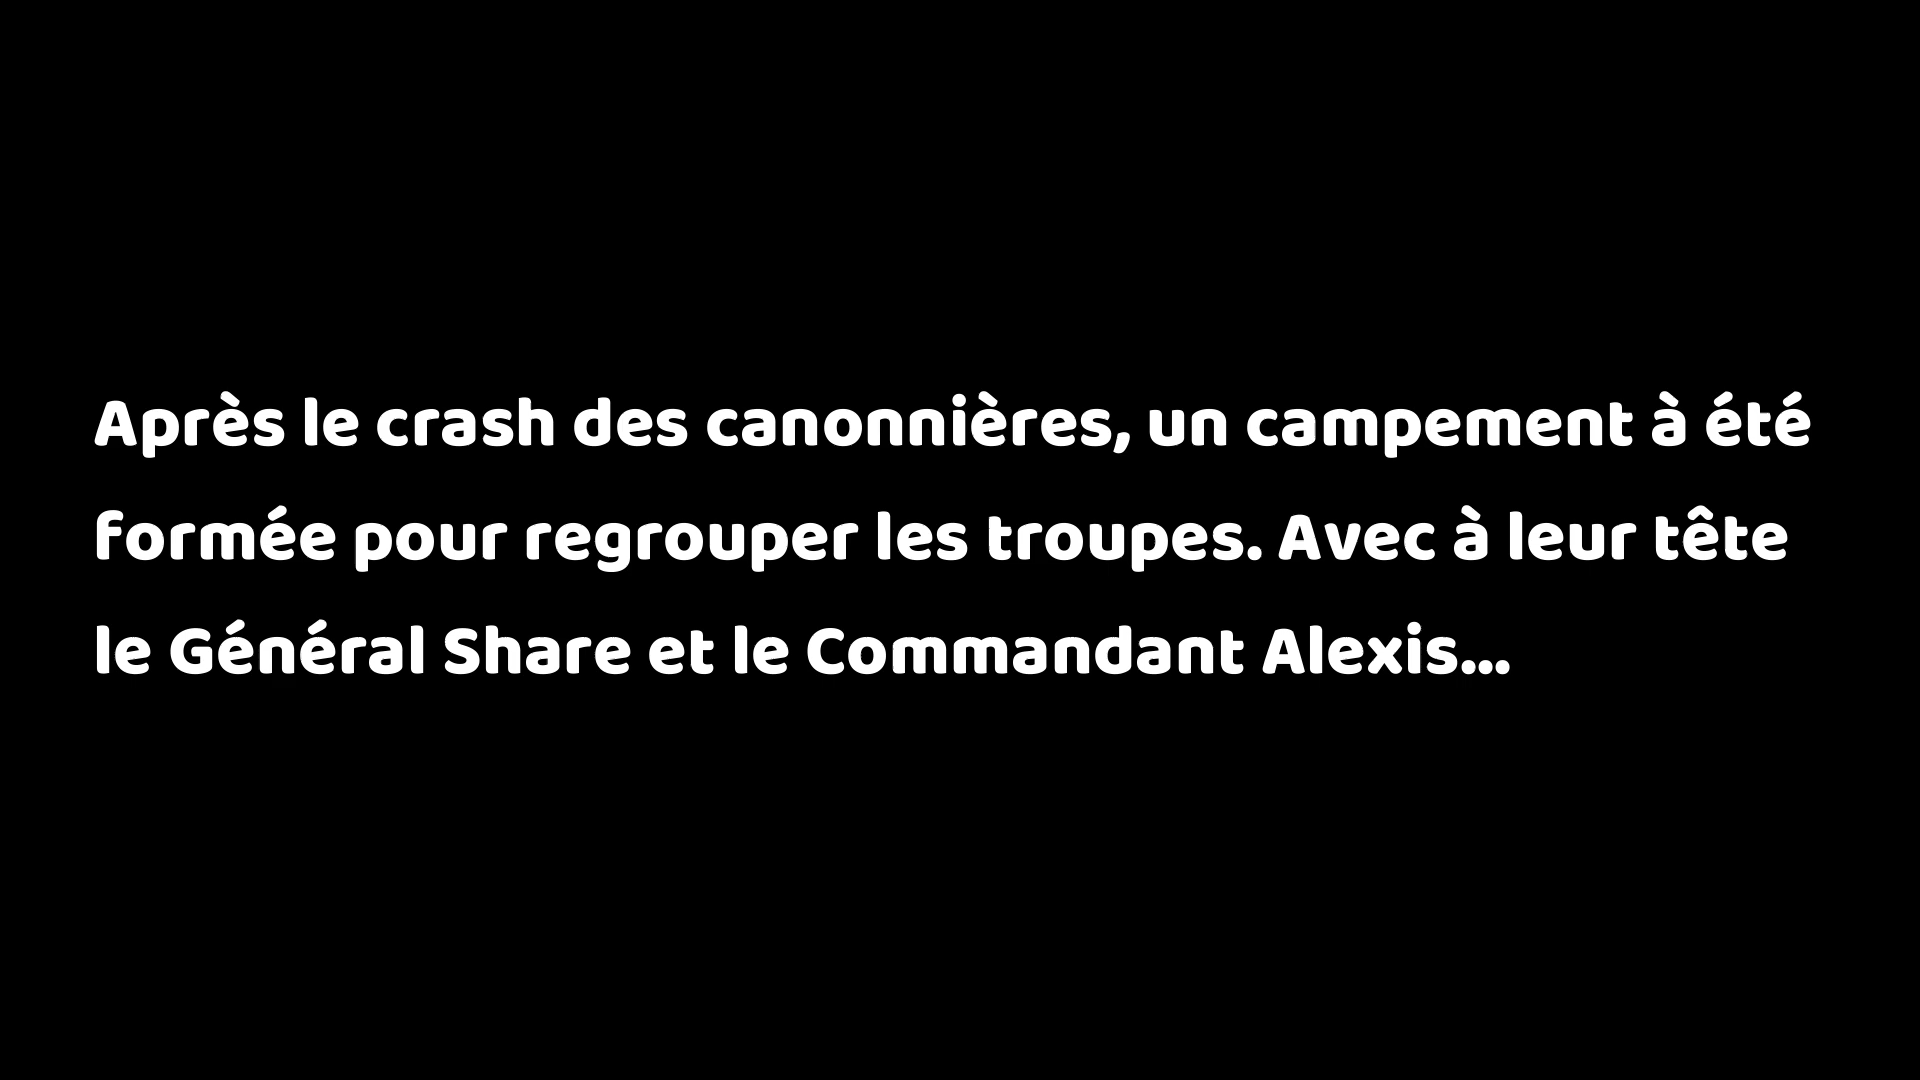 Après le crash des canonnières, un campement à été
formée pour regrouper les troupes. Avec à leur tête
le Général Share et le Commandant Alexis...